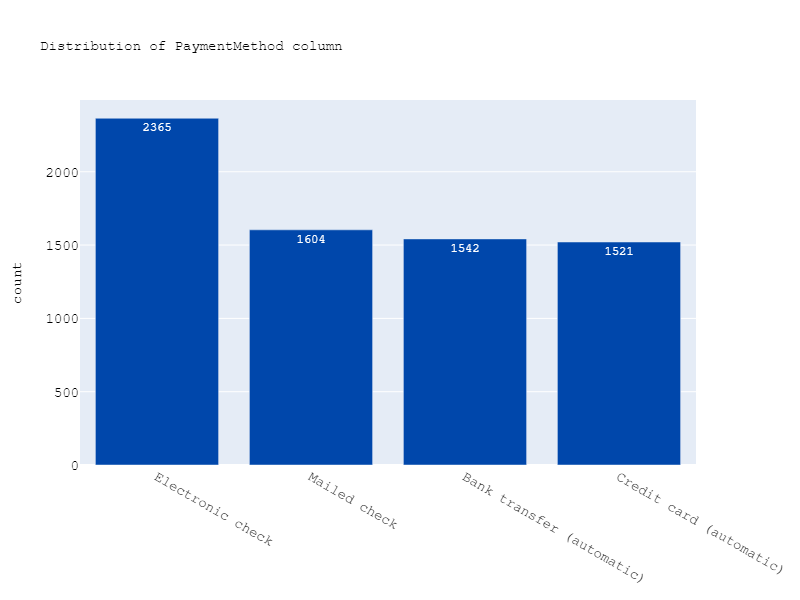 Distribution of PaymentMethod column
2365
1604
1542
1521
2000
1500
1000
500
0
count
Electronic check
Mailed check
Bank transfer (automatic)
Credit card (automatic)